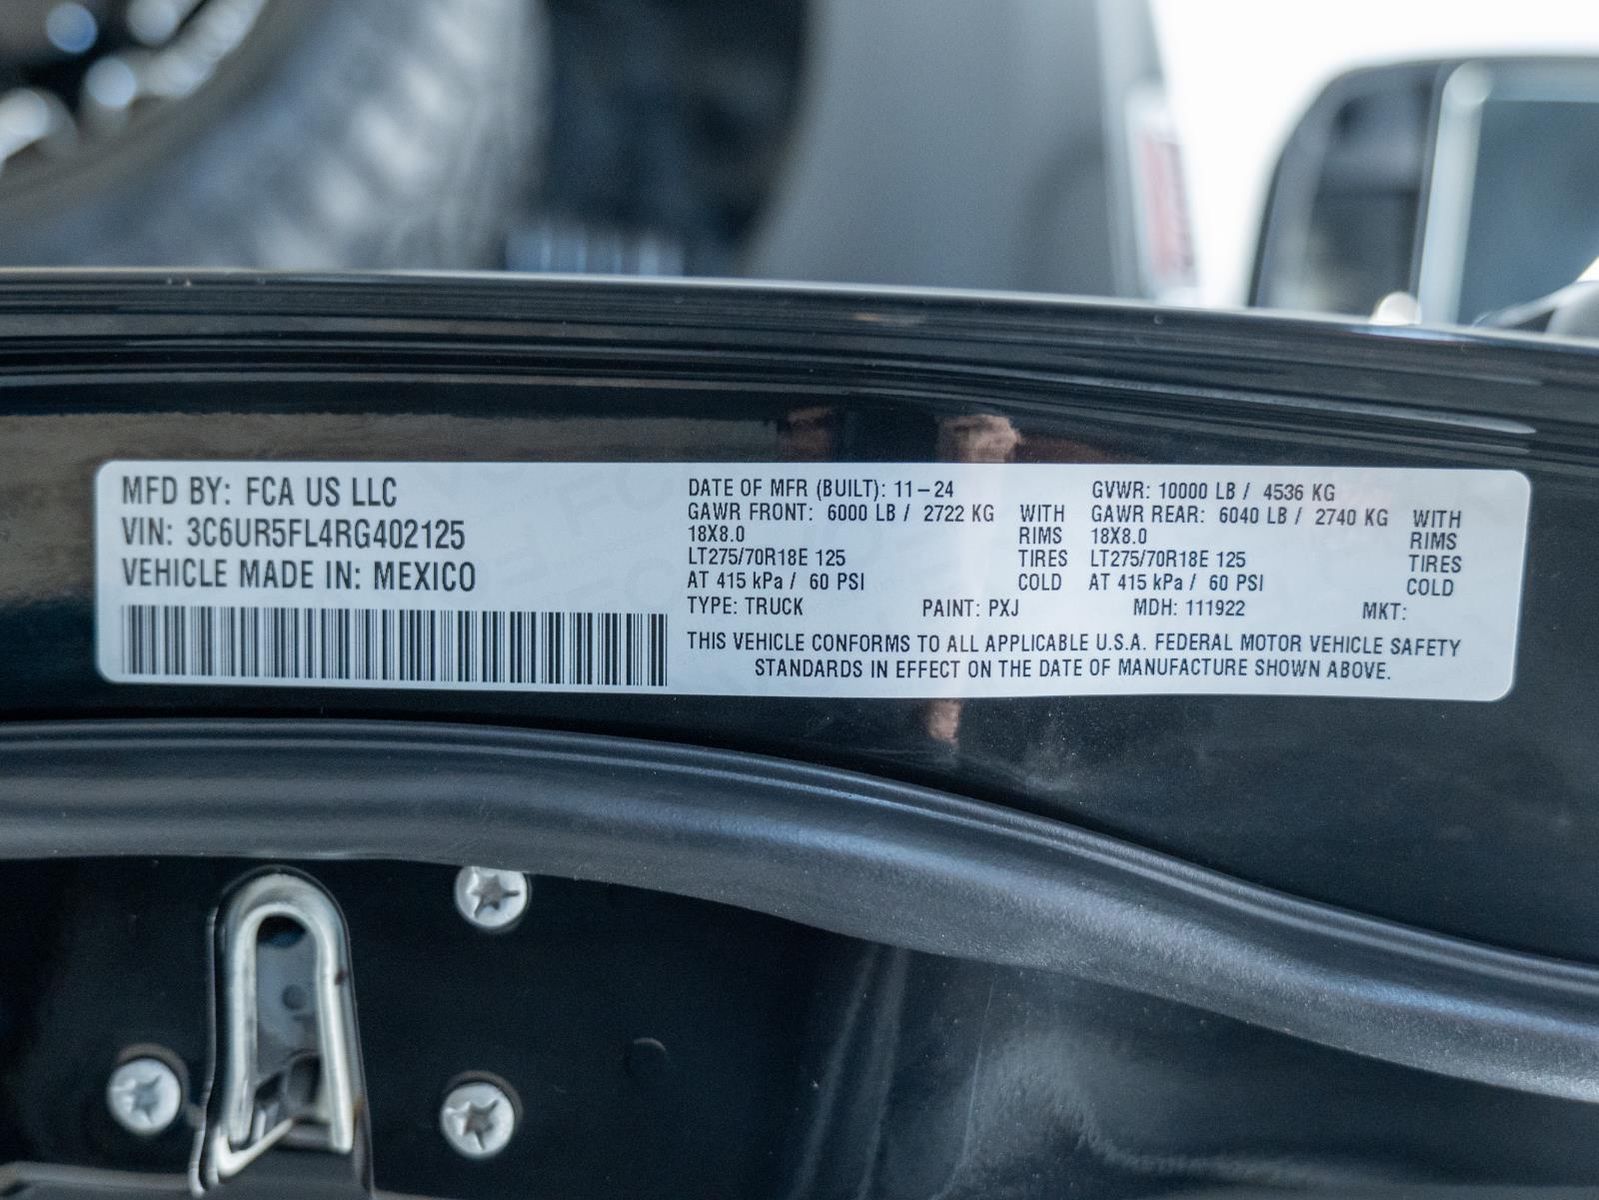 MFD BY: FCA US LLC
VIN: 3C6UR5FL4RG402125
VEHICLE MADE IN: MEXICO
DATE OF MFR (BUILT): 11-24
GAWR FRONT: 6000 LB / 2722 KG WITH
18X8.0 RIMS
LT275/70R18E 125 TIRES
AT 415 kPa / 60 PSI COLD
GVWR: 10000 LB / 4536 KG
GAWR REAR: 6040 LB / 2740 KG WITH
18X8.0 RIMS
LT275/70R18E 125 TIRES
AT 415 kPa / 60 PSI COLD
TYPE: TRUCK PAINT: PXJ MDH: 111922 MKT:
THIS VEHICLE CONFORMS TO ALL APPLICABLE U.S.A. FEDERAL MOTOR VEHICLE SAFETY
STANDARDS IN EFFECT ON THE DATE OF MANUFACTURE SHOWN ABOVE.